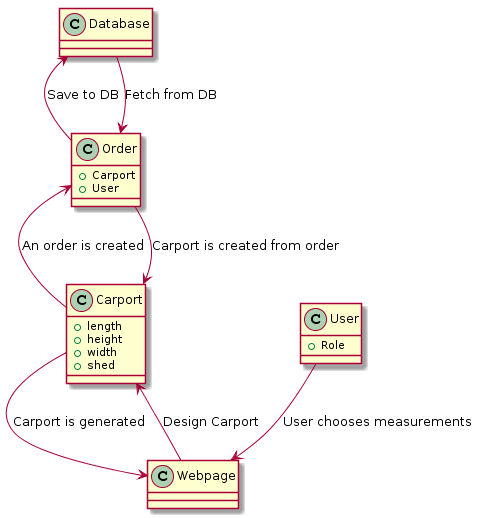 C Database
Save to DB
Fetch from DB
C Order
Carport
User
An order is created
Carport is created from order
C Carport
length
height
width
shed
C User
Role
Carport is generated
Design Carport
User chooses measurements
C Webpage